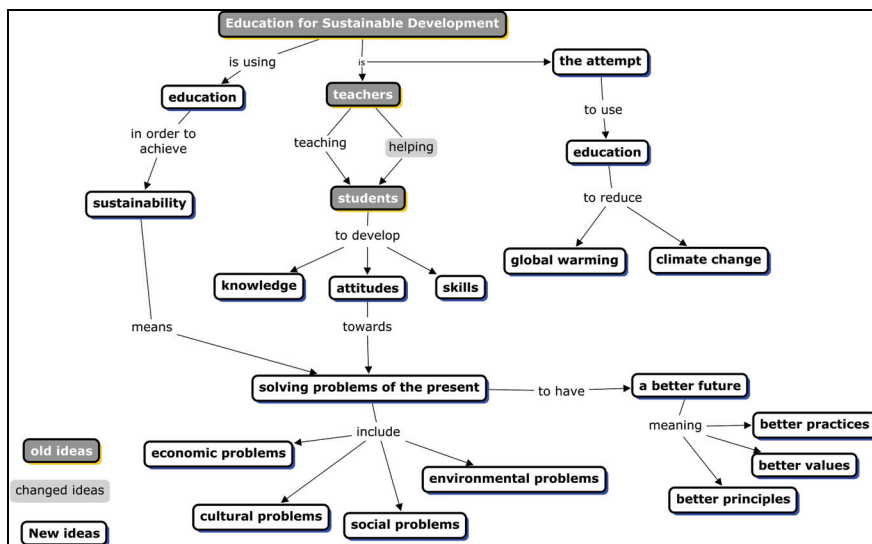 Education for Sustainable Development
is using
is
the attempt
education
teachers
to use
in order to
achieve
teaching
helping
education
sustainability
students
to reduce
to develop
global warming
climate change
knowledge
attitudes
skills
means
towards
solving problems of the present
to have
a better future
include
meaning
better practices
old ideas
economic problems
better values
changed ideas
environmental problems
better principles
New ideas
cultural problems
social problems